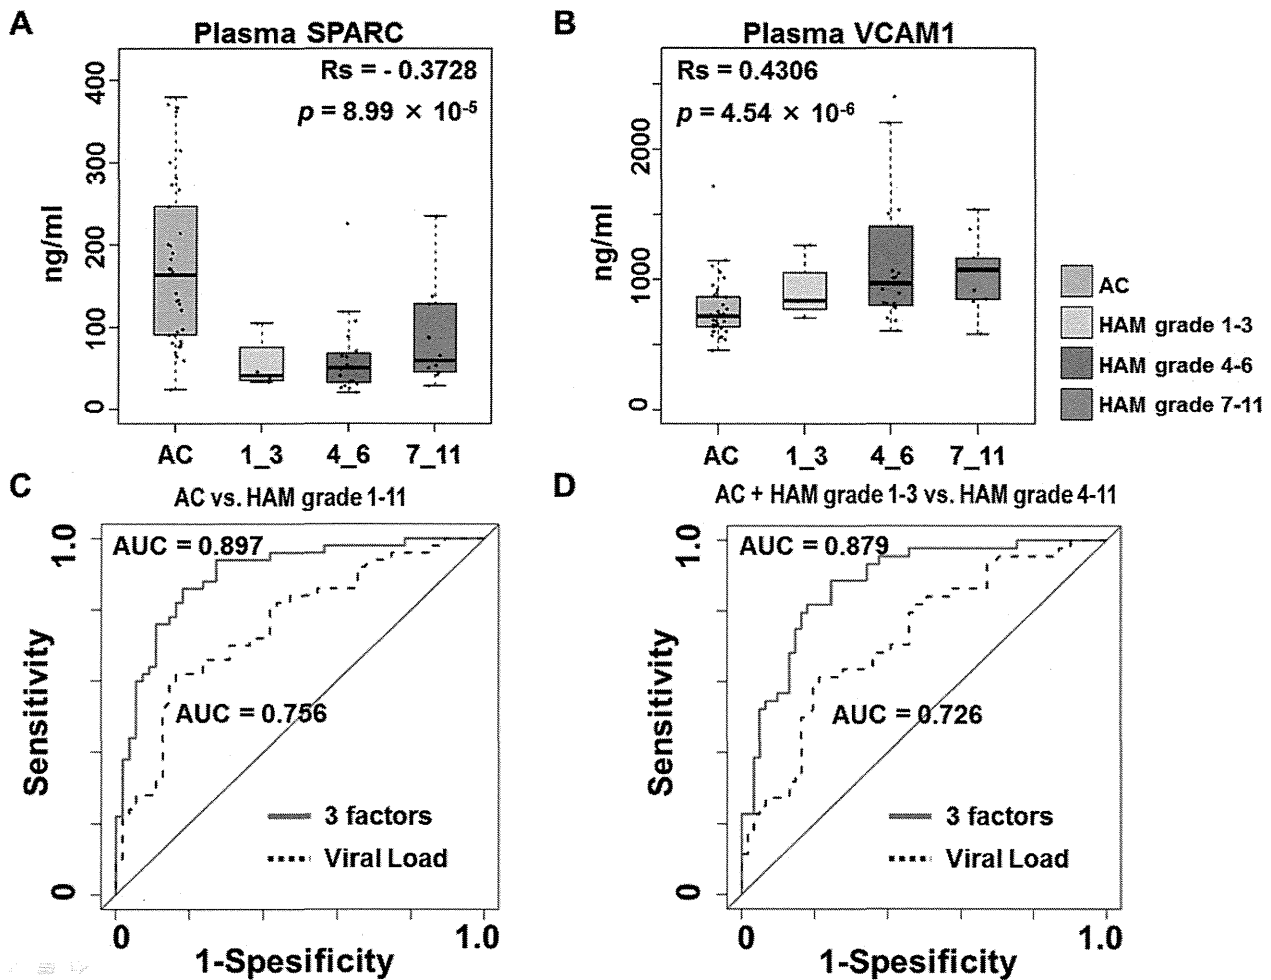 A
Plasma SPARC
Rs = - 0.3728
p = 8.99 × 10-5
400
300
200
100
0
ng/ml
AC 1_3 4_6 7_11
B
Plasma VCAM1
Rs = 0.4306
p = 4.54 × 10-6
2000
1000
0
ng/ml
AC 1_3 4_6 7_11
AC
HAM grade 1-3
HAM grade 4-6
HAM grade 7-11
C
AC vs. HAM grade 1-11
1.0
AUC = 0.897
Sensitivity
AUC = 0.756
3 factors
Viral Load
0
0 1.0
1-Spesificity
D
AC + HAM grade 1-3 vs. HAM grade 4-11
1.0
AUC = 0.879
Sensitivity
AUC = 0.726
3 factors
Viral Load
0
0 1.0
1-Spesificity